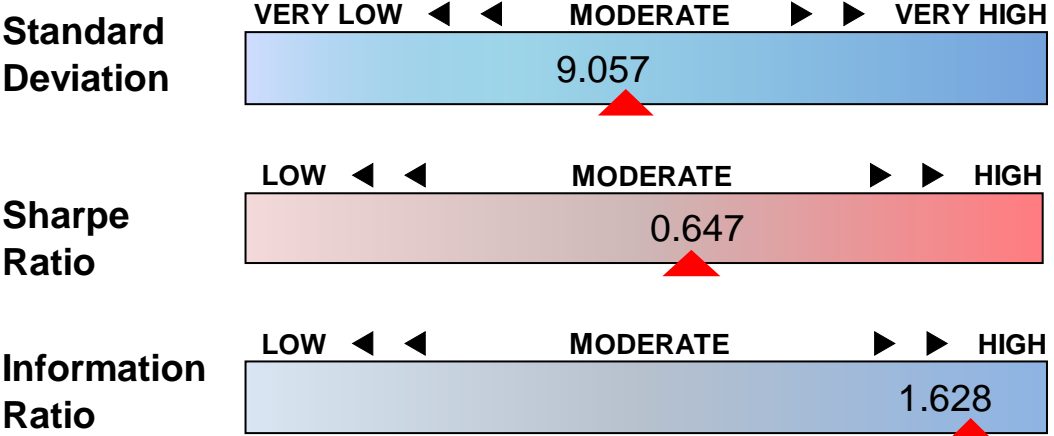 VERY LOW ◀ ◀ MODERATE ▶ ▶ VERY HIGH
Standard
Deviation
9.057
LOW ◀ ◀ MODERATE ▶ ▶ HIGH
Sharpe
Ratio
0.647
LOW ◀ ◀ MODERATE ▶ ▶ HIGH
Information
Ratio
1.628